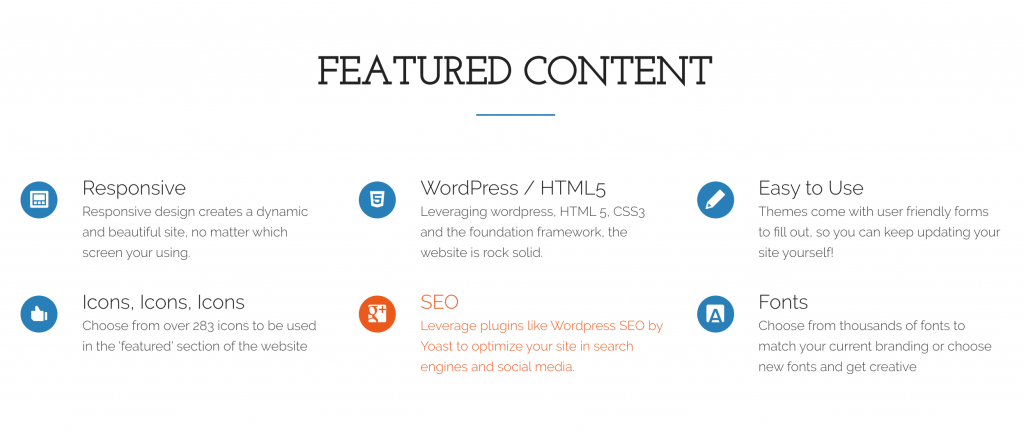 FEATURED CONTENT
Responsive
Responsive design creates a dynamic
and beautiful site, no matter which
screen your using.
WordPress / HTML5
Leveraging wordpress, HTML 5, CSS3
and the foundation framework, the
website is rock solid.
Easy to Use
Themes come with user friendly forms
to fill out, so you can keep updating your
site yourself!
Icons, Icons, Icons
Choose from over 283 icons to be used
in the 'featured' section of the website
SEO
Leverage plugins like Wordpress SEO by
Yoast to optimize your site in search
engines and social media.
Fonts
Choose from thousands of fonts to
match your current branding or choose
new fonts and get creative